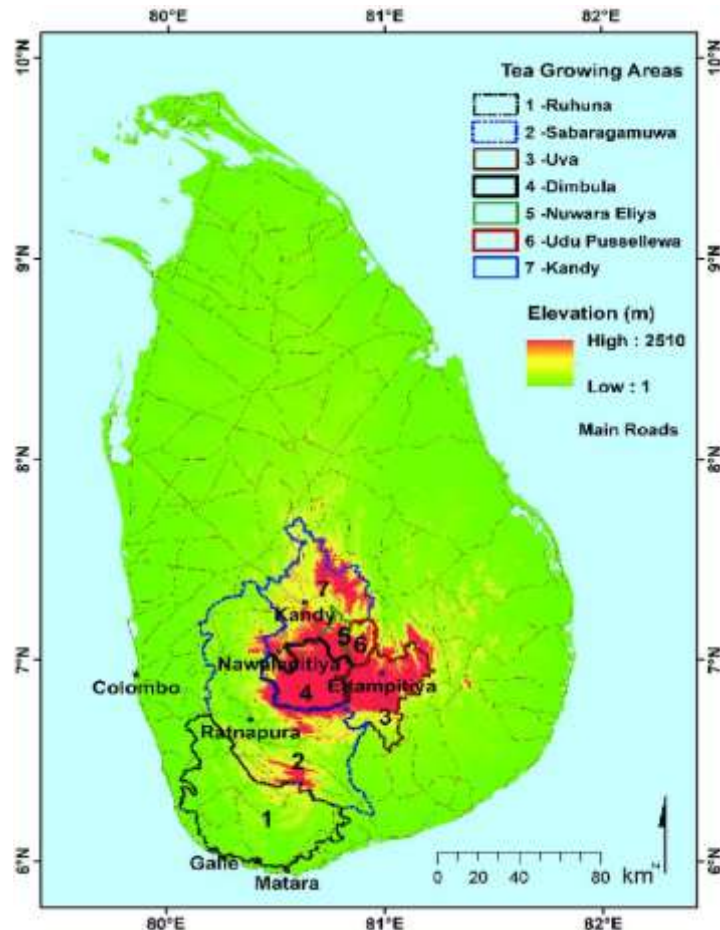 80°E 81°E 82°E
10°N 10°N
Tea Growing Areas
1 -Ruhuna
2 -Sabaragamuwa
3 -Uva
4 -Dimbula
5 -Nuwara Eliya
6 -Udu Pussellewa
7 -Kandy
9°N 9°N
Elevation (m)
High : 2510
Low : 1
Main Roads
8°N 8°N
7
Kandy
5 6
7°N 7°N
Nawalapitiya
Colombo
4
3
Ratnapura
2
1
6°N 6°N
Galle
Matara
0 20 40 80 km²
80°E 81°E 82°E